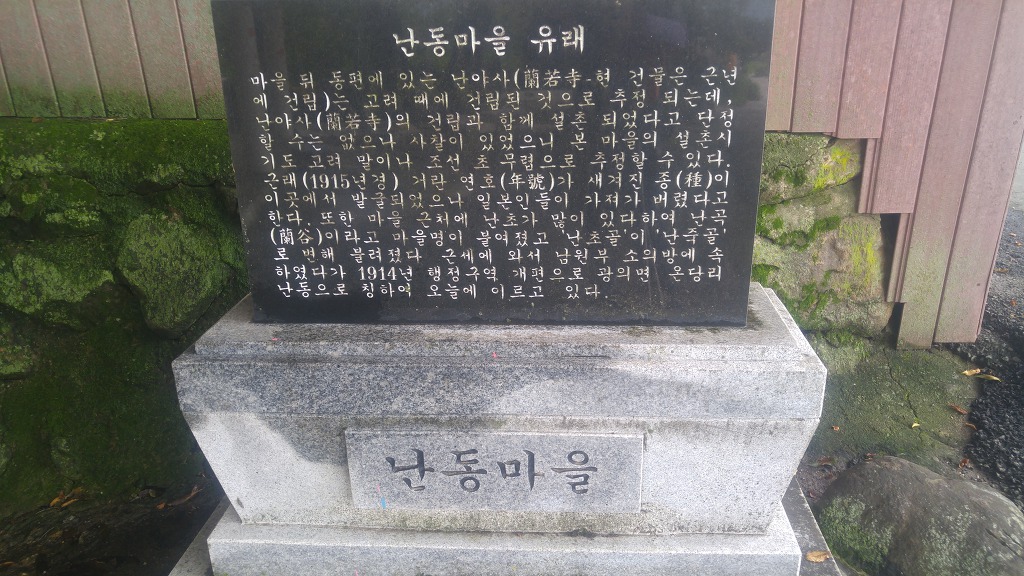 난동마을 유래
마을 뒤 동편에 있는 난야사(蘭若寺·현 건물은 근년
에 건립)는 고려 때에 건립된 것으로 추정 되는데,
난야사(蘭若寺)의 건립과 함께 설촌 되었다고 단정
할 수는 없으나 사찰이 있었으니 본 마을의 설촌시
기도 고려 말이나 조선 초 무렵으로 추정할 수 있다.
근래(1915년경) 거란 연호(年號)가 새겨진 종(種)이
이곳에서 발굴되었으나 일본인들이 가져가 버렸다고
한다. 또한 마을 근처에 난초가 많이 있다하여 '난곡'
(蘭谷)이라고 마을명이 붙여졌고 '난초골'이 '난죽골'
로 변해 불려졌다. 근세에 와서 남원부 소의방에 속
하였다가 1914년 행정구역 개편으로 광의면 온당리
난동으로 칭하여 오늘에 이르고 있다.
난동마을